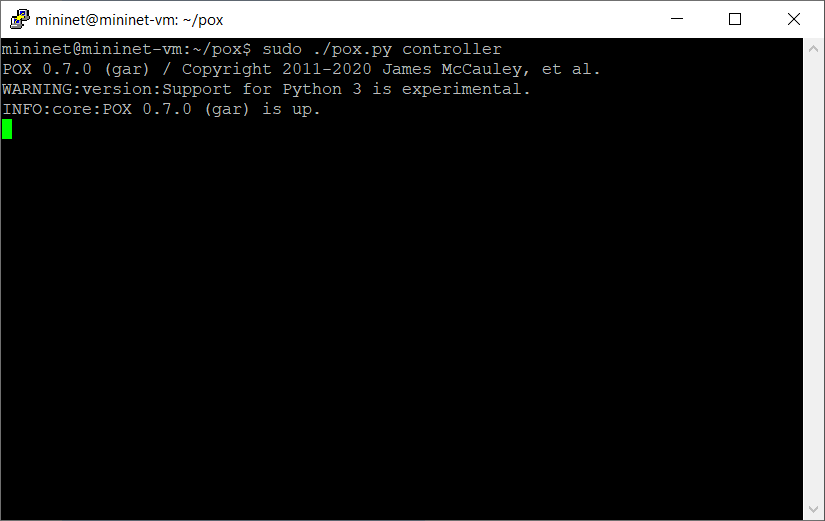 mininet@mininet-vm: ~/pox
mininet@mininet-vm:~/pox$ sudo ./pox.py controller
POX 0.7.0 (gar) / Copyright 2011-2020 James McCauley, et al.
WARNING:version:Support for Python 3 is experimental.
INFO:core:POX 0.7.0 (gar) is up.